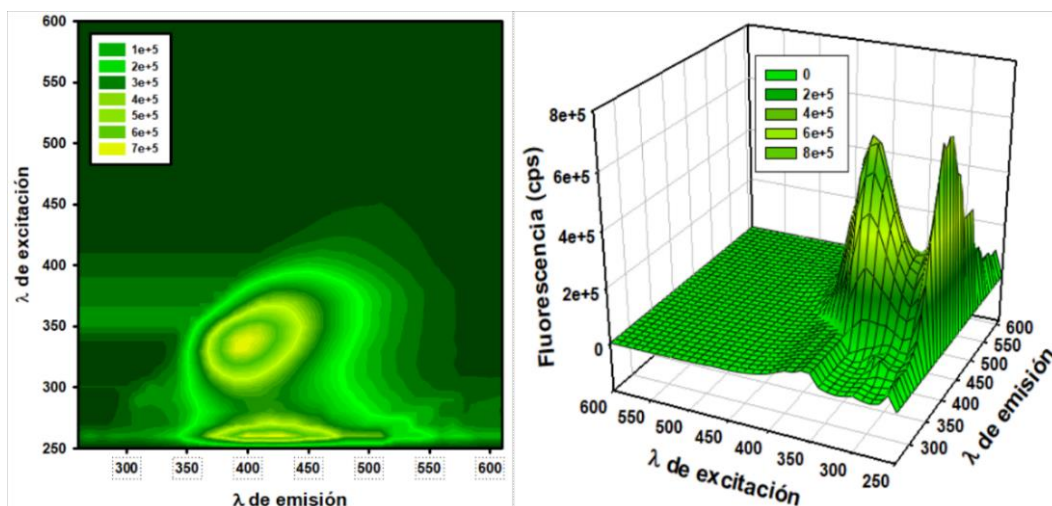 600
550
500
450
400
350
300
250
λ de excitación
1e+5
2e+5
3e+5
4e+5
5e+5
6e+5
7e+5
300 350 400 450 500 550 600
λ de emisión
8e+5
6e+5
4e+5
2e+5
0
Fluorescencia (cps)
0
2e+5
4e+5
6e+5
8e+5
600 550 500 450 400 350 300 250
λ de excitación
600
550
500
450
400
350
300
λ de emisión